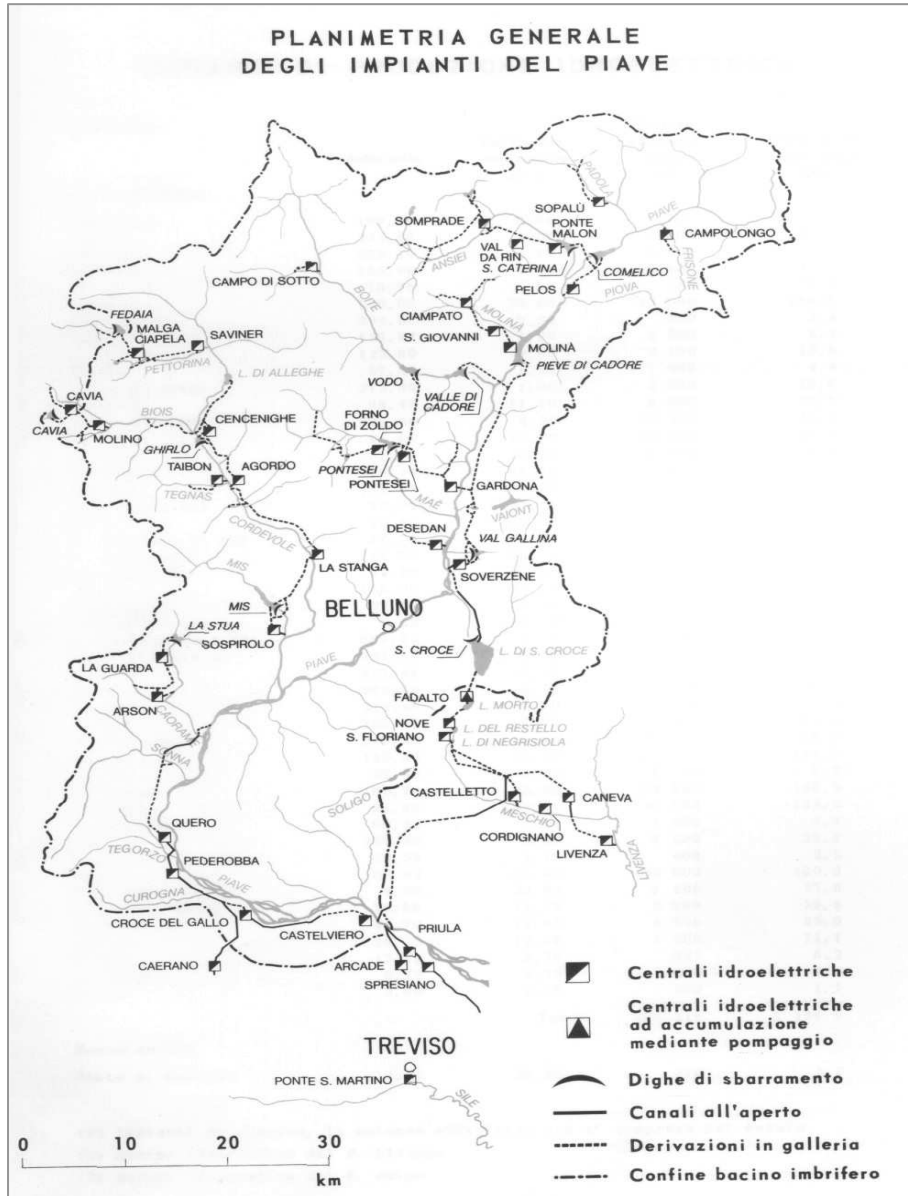 PLANIMETRIA GENERALE
DEGLI IMPIANTI DEL PIAVE
PADOLA
SOPALÙ
SOMPRADE
PONTE
MALON
PIAVE
CAMPOLONGO
VAL
DA RIN
ANSIEI
S. CATERINA
COMELICO
FRISONE
CAMPO DI SOTTO
BOITE
PELOS
PIOVA
CIAMPATO
MOLINA
FEDAIA
MALGA
CIAPELA
SAVINER
S. GIOVANNI
MOLINÀ
PETTORINA
PIEVE DI CADORE
L. DI ALLEGHE
VODO
VALLE DI
CADORE
CAVIA
BIOIS
CENCENIGHE
FORNO
DI ZOLDO
CAVIA
MOLINO
GHIRLO
TAIBON
AGORDO
PONTESEI
PONTESEI
GARDONA
TEGNAS
MAÈ
VAIONT
CORDEVOLE
DESEDAN
VAL GALLINA
LA STANGA
SOVERZENE
MIS
MIS
BELLUNO
LA STUA
SOSPIROLO
S. CROCE
L. DI S. CROCE
LA GUARDA
PIAVE
ARSON
FADALTO
L. MORTO
CAORAME
NOVE
L. DEL RESTELLO
S. FLORIANO
L. DI NEGRISIOLA
SONNA
SOLIGO
CASTELLETTO
CANEVA
MESCHIO
CORDIGNANO
LIVENZA
LIVENZA
QUERO
TEGORZO
PEDEROBBA
CUROGNA
PIAVE
CROCE DEL GALLO
CASTELVIERO
PRIULA
CAERANO
ARCADE
SPRESIANO
Centrali idroelettriche
Centrali idroelettriche
ad accumulazione
mediante pompaggio
TREVISO
Dighe di sbarramento
PONTE S. MARTINO
SILE
Canali all'aperto
Derivazioni in galleria
0 10 20 30
km
Confine bacino imbrifero